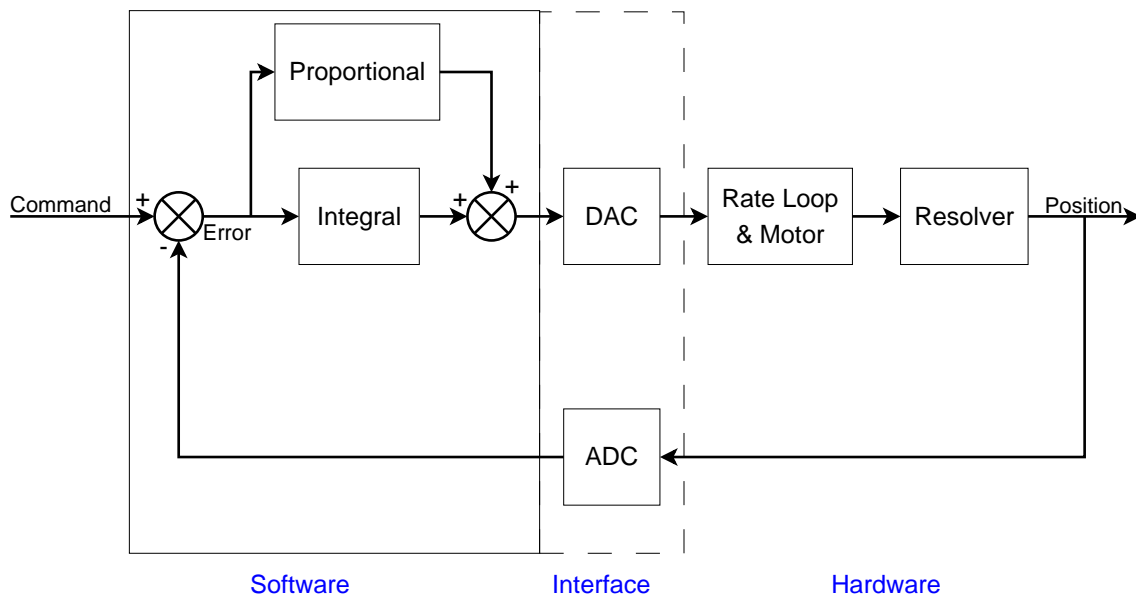 Proportional
+
+
+
Command
Integral
DAC
Rate Loop
& Motor
Resolver
Position
Error
-
ADC
Software
Interface
Hardware